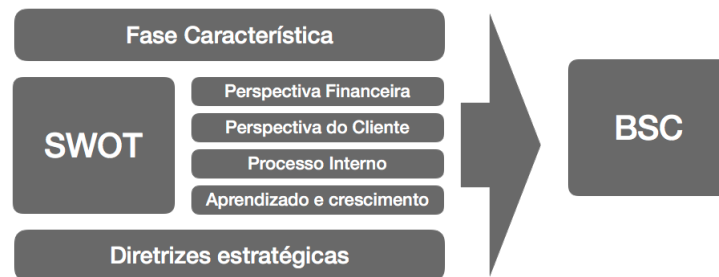 Fase Característica
SWOT
Perspectiva Financeira
Perspectiva do Cliente
Processo Interno
Aprendizado e crescimento
Diretrizes estratégicas
BSC